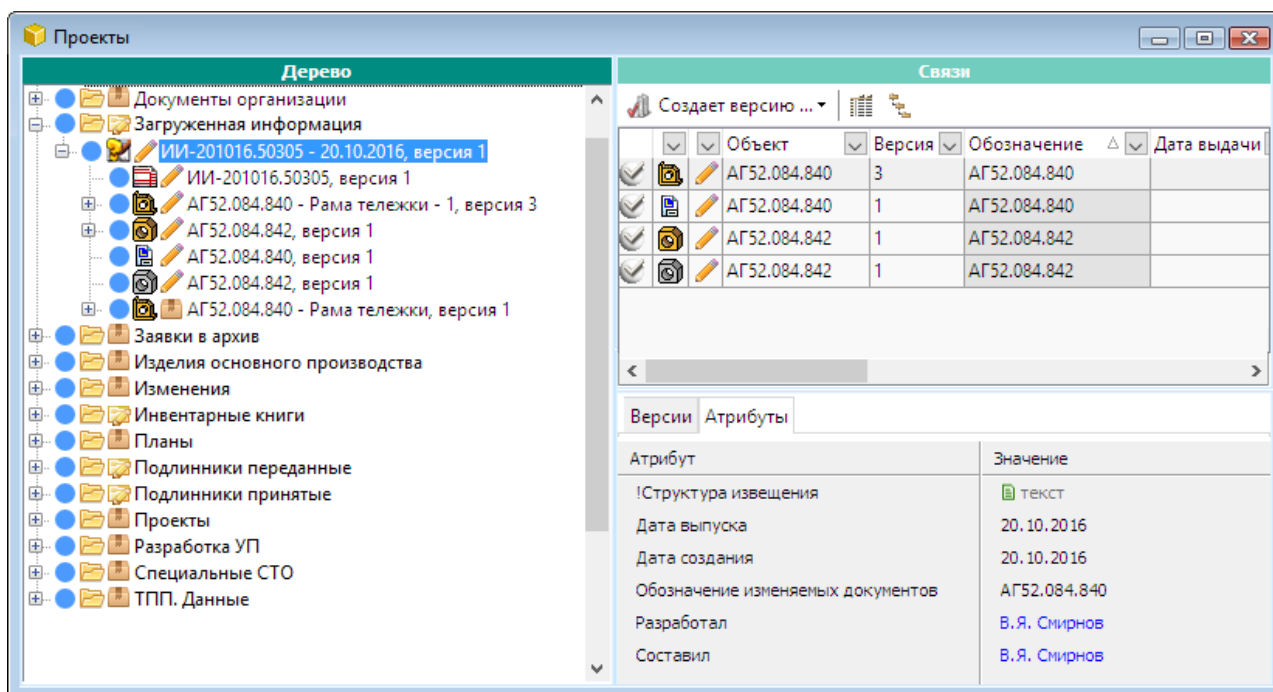 Проекты
Дерево
Документы организации
Загруженная информация
ИИ-201016.50305 - 20.10.2016, версия 1
ИИ-201016.50305, версия 1
АГ52.084.840 - Рама тележки - 1, версия 3
АГ52.084.842, версия 1
АГ52.084.840, версия 1
АГ52.084.842, версия 1
АГ52.084.840 - Рама тележки, версия 1
Заявки в архив
Изделия основного производства
Изменения
Инвентарные книги
Планы
Подлинники переданные
Подлинники принятые
Проекты
Разработка УП
Специальные СТО
ТПП. Данные
Связи
Создает версию ...
Объект Версия Обозначение Дата выдачи
АГ52.084.840 3 АГ52.084.840
АГ52.084.840 1 АГ52.084.840
АГ52.084.842 1 АГ52.084.842
АГ52.084.842 1 АГ52.084.842
Версии Атрибуты
Атрибут Значение
!Структура извещения текст
Дата выпуска 20.10.2016
Дата создания 20.10.2016
Обозначение изменяемых документов АГ52.084.840
Разработал В.Я. Смирнов
Составил В.Я. Смирнов